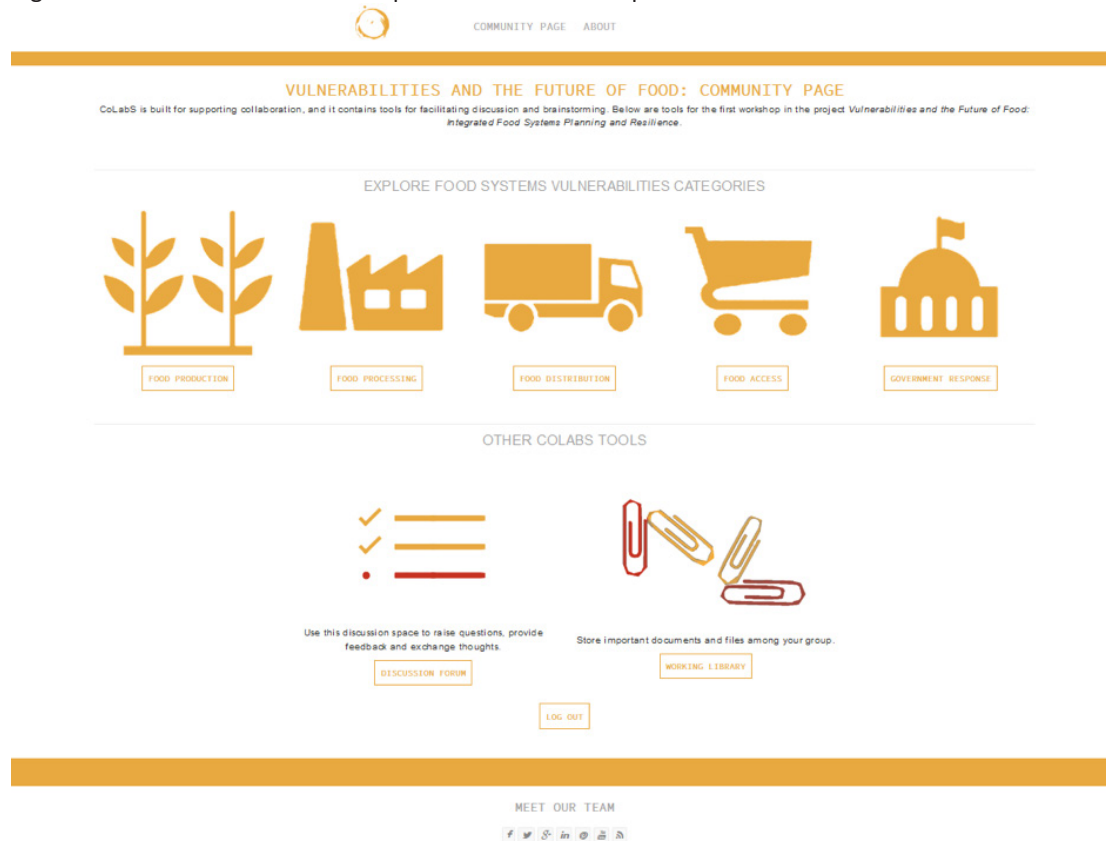 COMMUNITY PAGE ABOUT
VULNERABILITIES AND THE FUTURE OF FOOD: COMMUNITY PAGE
CoLabS is built for supporting collaboration, and it contains tools for facilitating discussion and brainstorming. Below are tools for the first workshop in the project Vulnerabilities and the Future of Food:
Integrated Food Systems Planning and Resilience.
EXPLORE FOOD SYSTEMS VULNERABILITIES CATEGORIES
FOOD PRODUCTION FOOD PROCESSING FOOD DISTRIBUTION FOOD ACCESS GOVERNMENT RESPONSE
OTHER COLABS TOOLS
Use this discussion space to raise questions, provide
feedback and exchange thoughts.
DISCUSSION FORUM
Store important documents and files among your group.
WORKING LIBRARY
LOG OUT
MEET OUR TEAM